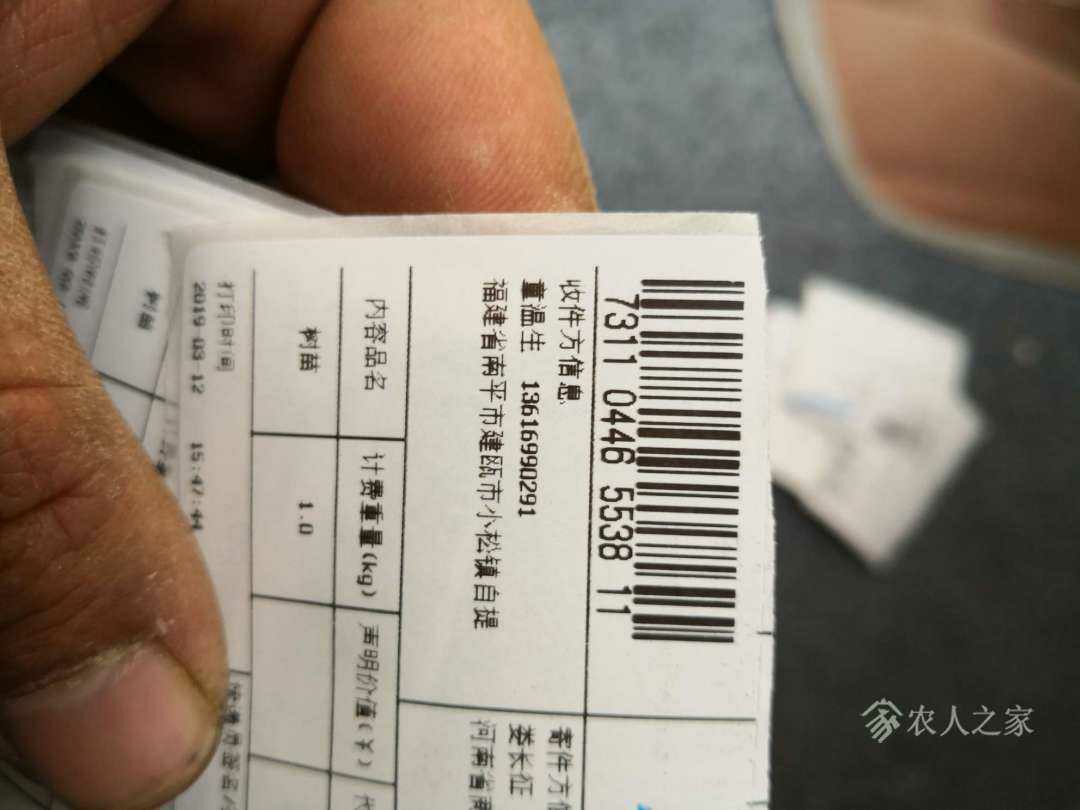 7311 0446 5538 11
收件方信息
童温生 13616990291
福建省南平市建瓯市小松镇自提
寄件方信
娄长征
河南省南
内容品名
计费重量(kg)
声明价值(￥)
代
树苗
1.0
打印时间 2019-03-12 15:47:44
农人之家